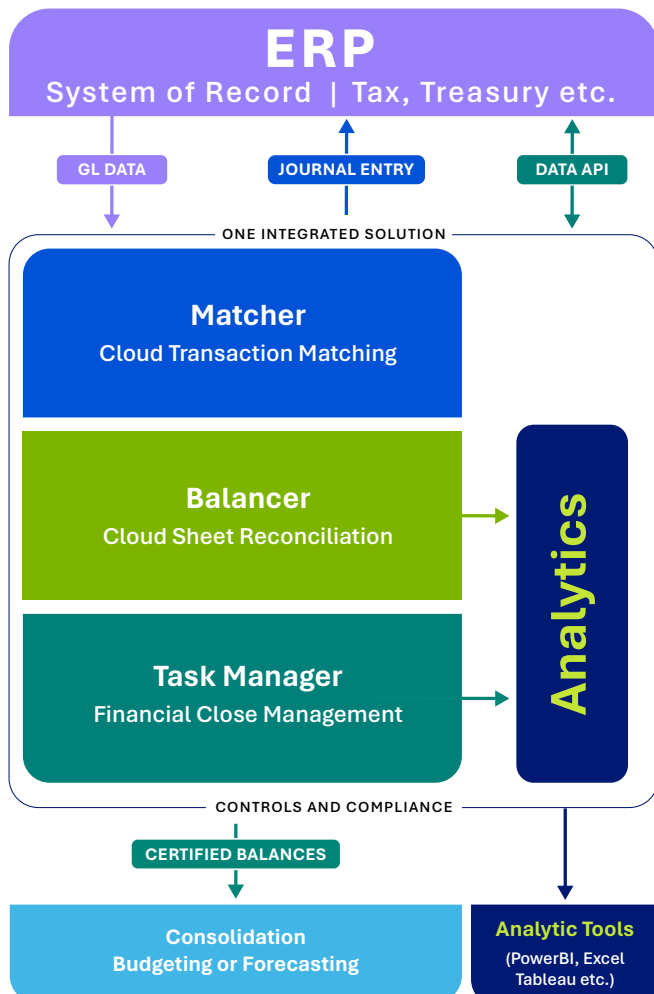 ERP
System of Record | Tax, Treasury etc.
GL DATA
JOURNAL ENTRY
DATA API
ONE INTEGRATED SOLUTION
Matcher
Cloud Transaction Matching
Balancer
Cloud Sheet Reconciliation
Task Manager
Financial Close Management
Analytics
CONTROLS AND COMPLIANCE
CERTIFIED BALANCES
Consolidation
Budgeting or Forecasting
Analytic Tools
(PowerBI, Excel
Tableau etc.)